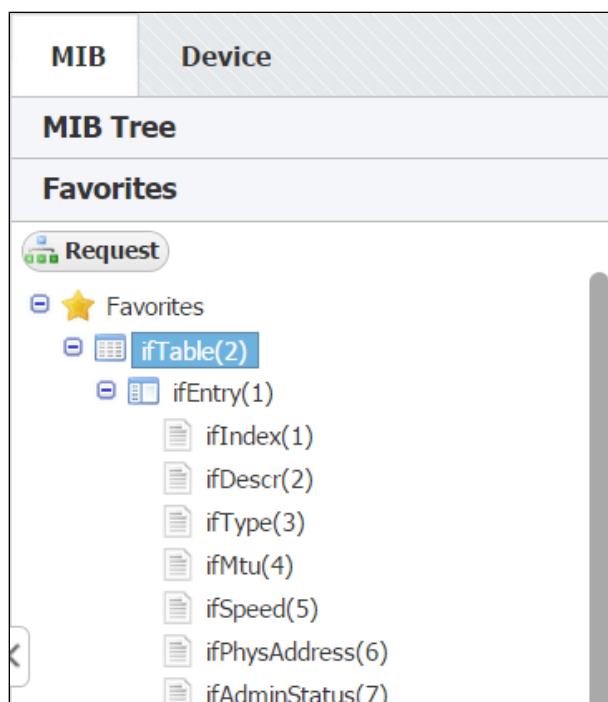 MIB Device
MIB Tree
Favorites
Request
Favorites
ifTable(2)
ifEntry(1)
ifIndex(1)
ifDescr(2)
ifType(3)
ifMtu(4)
ifSpeed(5)
ifPhysAddress(6)
ifAdminStatus(7)